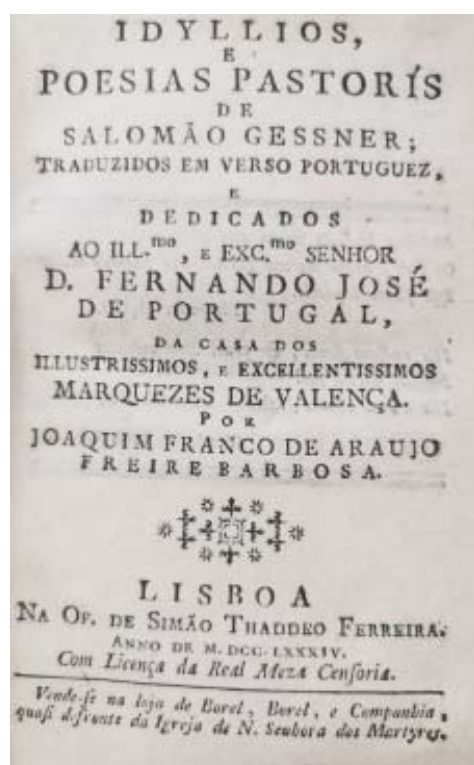 IDYLLIOS,
E
POESIAS PASTORÍS
DE
SALOMÃO GESSNER;
TRADUZIDOS EM VERSO PORTUGUEZ,
E
DEDICADOS
AO ILL.mo, E EXC.mo SENHOR
D. FERNANDO JOSÉ
DE PORTUGAL,
DA CASA DOS
ILLUSTRISSIMOS, E EXCELLENTISSIMOS
MARQUEZES DE VALENÇA.
POR
JOAQUIM FRANCO DE ARAUJO
FREIRE BARBOSA.
LISBOA
NA OF. DE SIMÃO THADDEO FERREIRA.
ANNO DE M. DCC. LXXXIV.
Com Licença da Real Meza Cenſoria.
Vende-ſe na loja de Borel, Borel, e Companhia,
quaſi defronte da Igreja de N. Senhora dos Martyres.